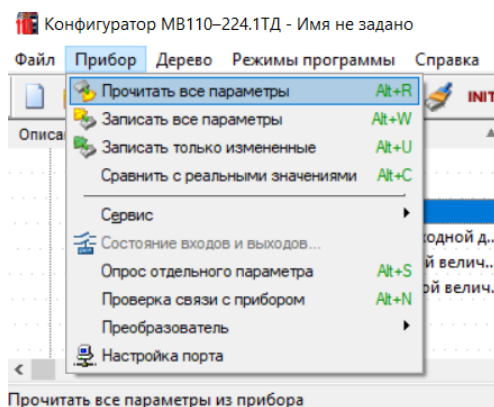 Конфигуратор МВ110–224.1ТД - Имя не задано
Файл Прибор Дерево Режимы программы Справка
Прочитать все параметры Alt+R
INIT
Записать все параметры Alt+W
Записать только измененные Alt+U
Сравнить с реальными значениями Alt+C
Сервис
Состояние входов и выходов...
Опрос отдельного параметра Alt+S
Проверка связи с прибором Alt+N
Преобразователь
Настройка порта
Прочитать все параметры из прибора